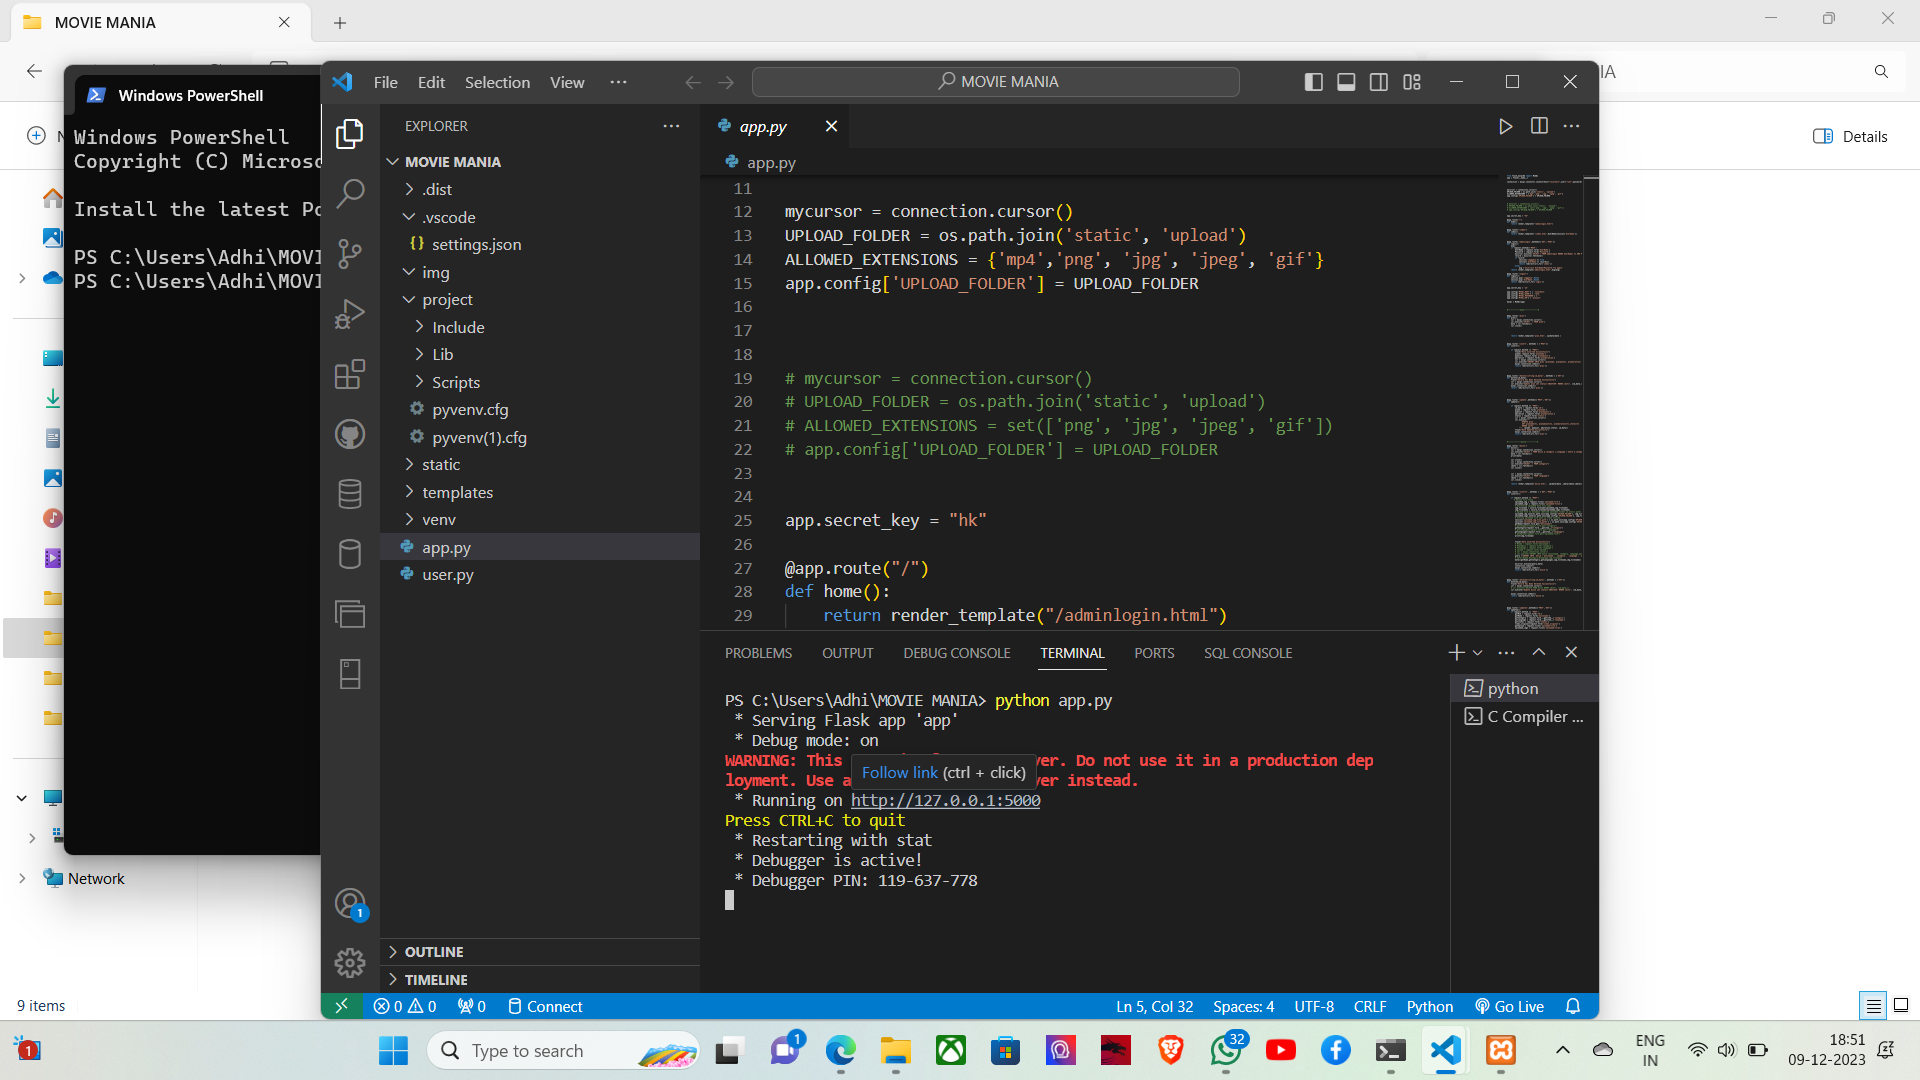 MOVIE MANIA
Details
Windows PowerShell
Windows PowerShell
Copyright (C) Micros
Install the latest P
PS C:\Users\Adhi\MOVI
PS C:\Users\Adhi\MOVI
Network
9 items
File Edit Selection View ···
MOVIE MANIA
EXPLORER
MOVIE MANIA
.dist
.vscode
{} settings.json
img
project
Include
Lib
Scripts
pyvenv.cfg
pyvenv(1).cfg
static
templates
venv
app.py
user.py
OUTLINE
TIMELINE
1
app.py
app.py
11
12 mycursor = connection.cursor()
13 UPLOAD_FOLDER = os.path.join('static', 'upload')
14 ALLOWED_EXTENSIONS = {'mp4','png', 'jpg', 'jpeg', 'gif'}
15 app.config['UPLOAD_FOLDER'] = UPLOAD_FOLDER
16
17
18
19 # mycursor = connection.cursor()
20 # UPLOAD_FOLDER = os.path.join('static', 'upload')
21 # ALLOWED_EXTENSIONS = set(['png', 'jpg', 'jpeg', 'gif'])
22 # app.config['UPLOAD_FOLDER'] = UPLOAD_FOLDER
23
24
25 app.secret_key = "hk"
26
27 @app.route("/")
28 def home():
29 return render_template("/adminlogin.html")
PROBLEMS OUTPUT DEBUG CONSOLE TERMINAL PORTS SQL CONSOLE
PS C:\Users\Adhi\MOVIE MANIA> python app.py
* Serving Flask app 'app'
* Debug mode: on
WARNING: This ver. Do not use it in a production dep
Follow link (ctrl + click)
loyment. Use a ver instead.
* Running on http://127.0.0.1:5000
Press CTRL+C to quit
* Restarting with stat
* Debugger is active!
* Debugger PIN: 119-637-778
python
C Compiler ...
0 0 0 Connect
Ln 5, Col 32 Spaces: 4 UTF-8 CRLF Python Go Live
1
Type to search
1
32
ENG
IN
18:51
09-12-2023